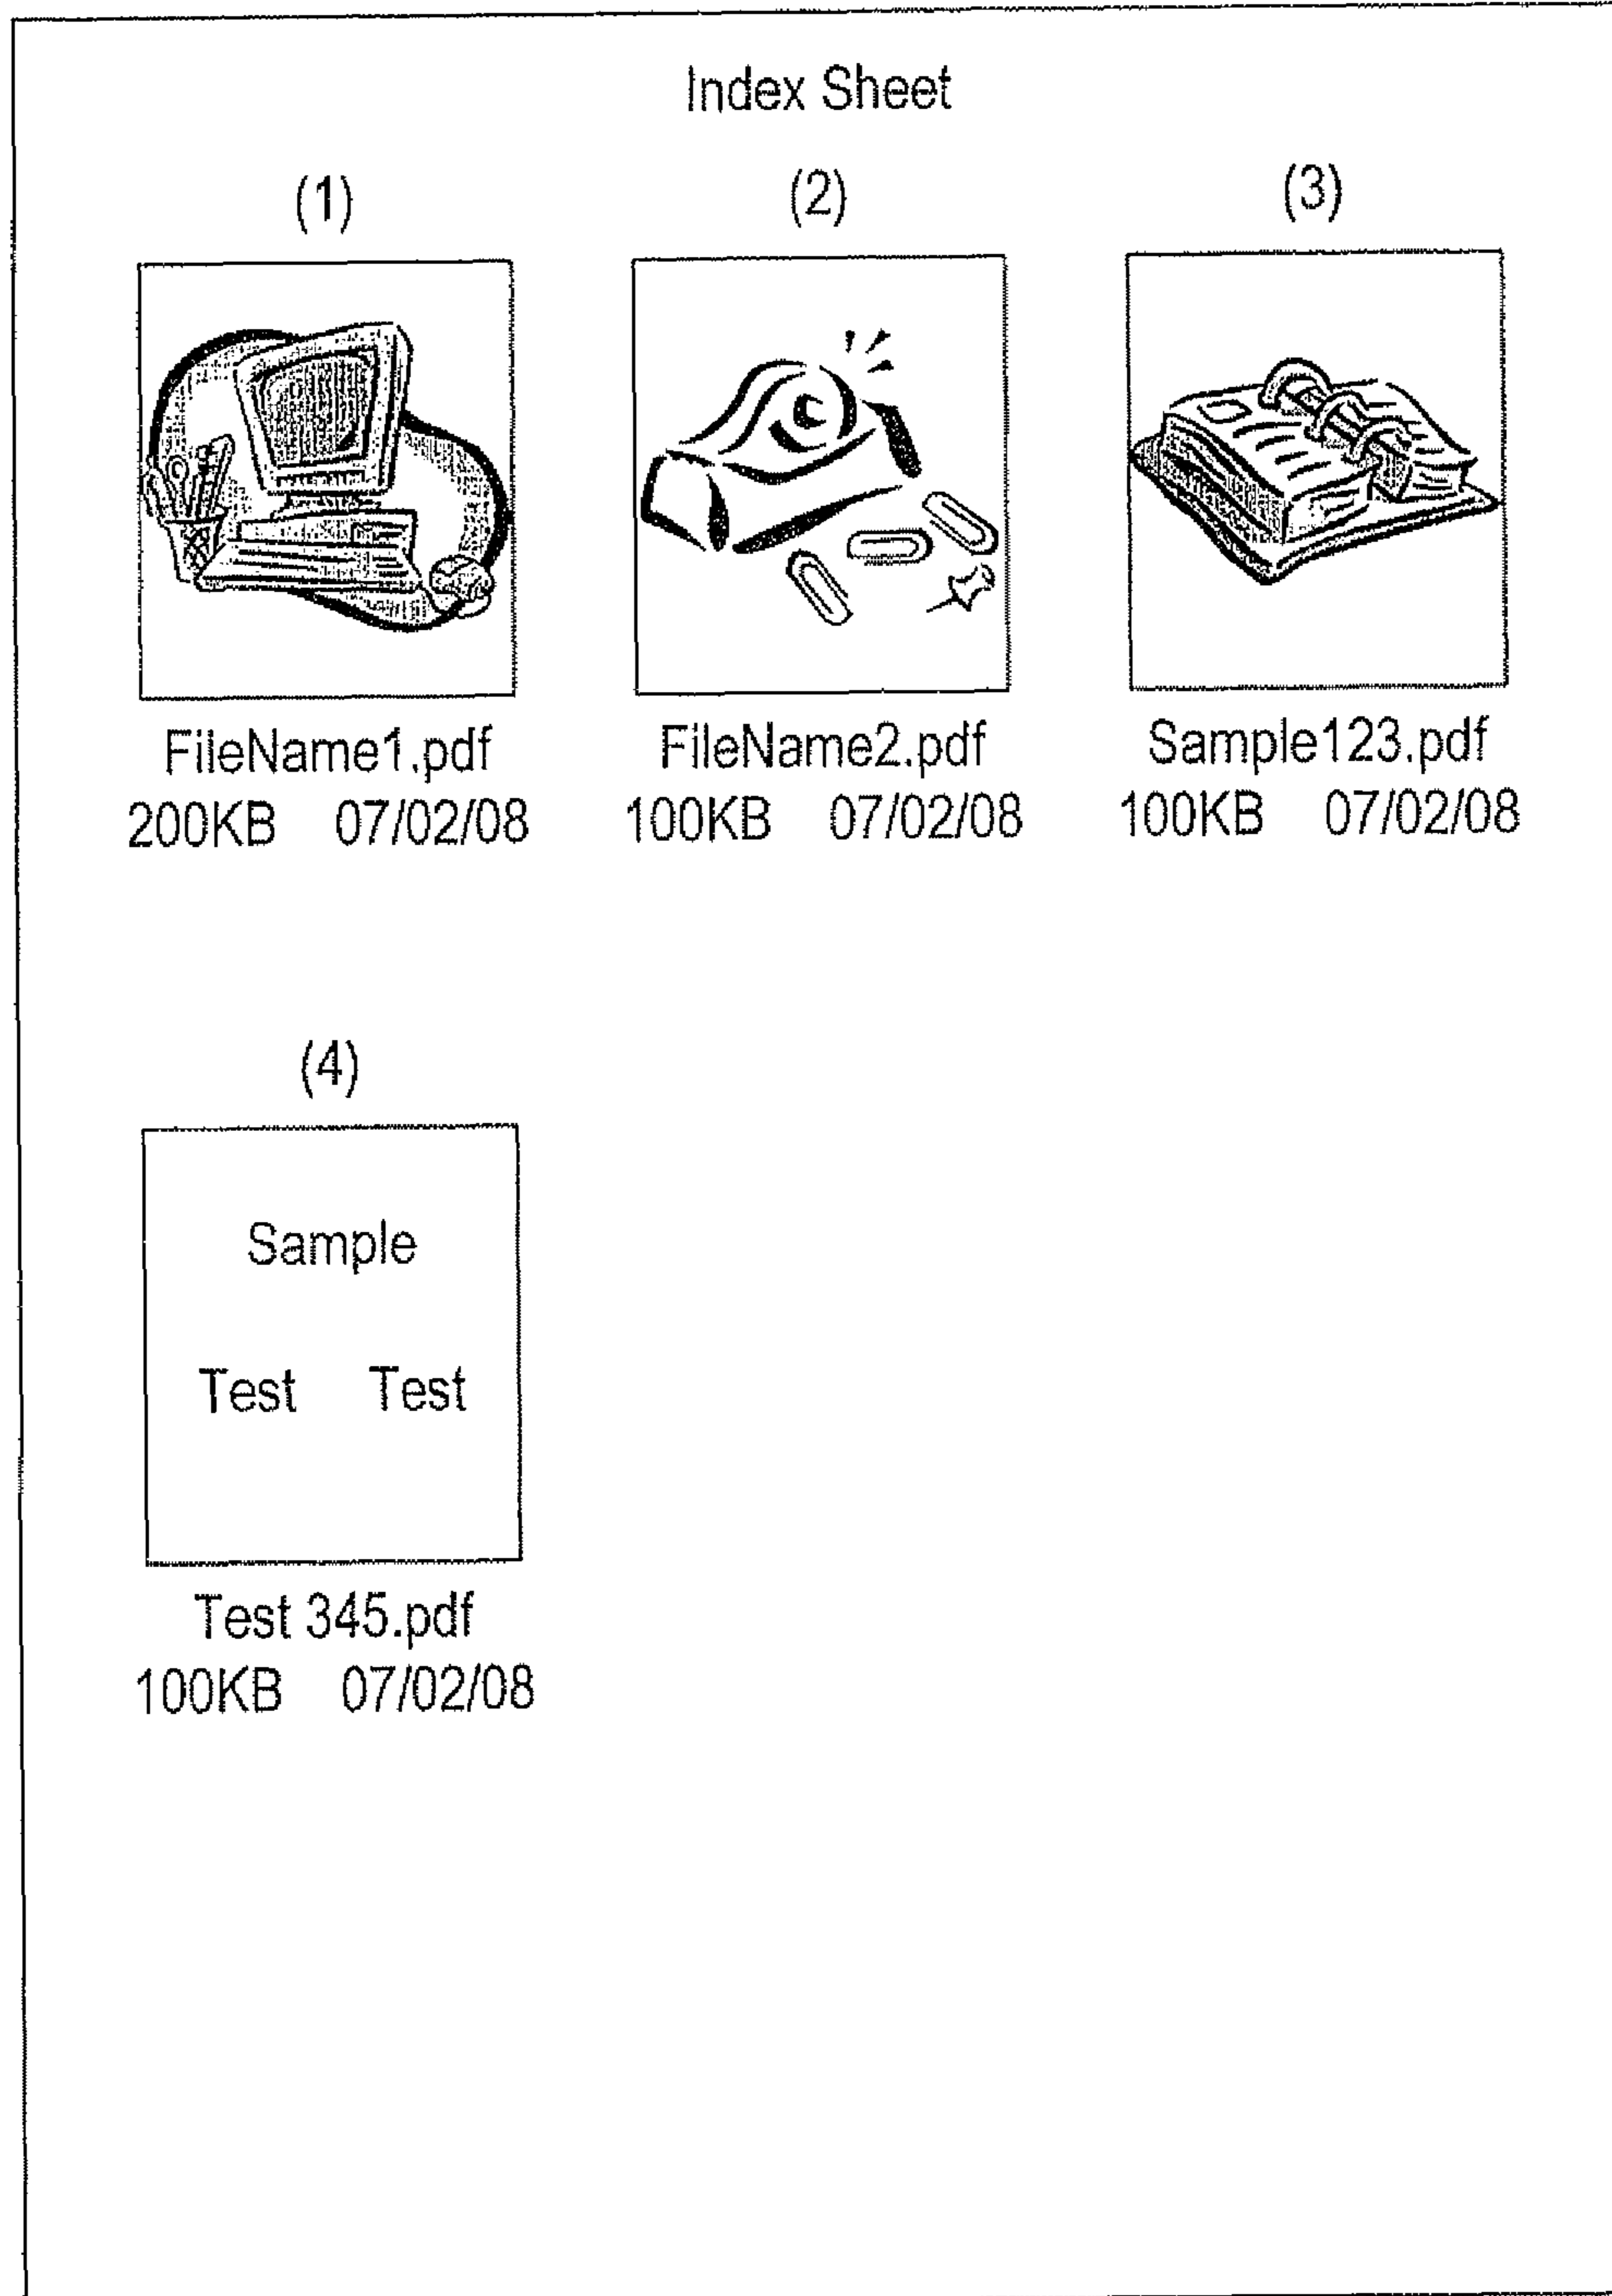 Index Sheet
(1) (2) (3)
FileName1.pdf FileName2.pdf Sample123.pdf
200KB 07/02/08 100KB 07/02/08 100KB 07/02/08
(4)
Sample
Test Test
Test 345.pdf
100KB 07/02/08